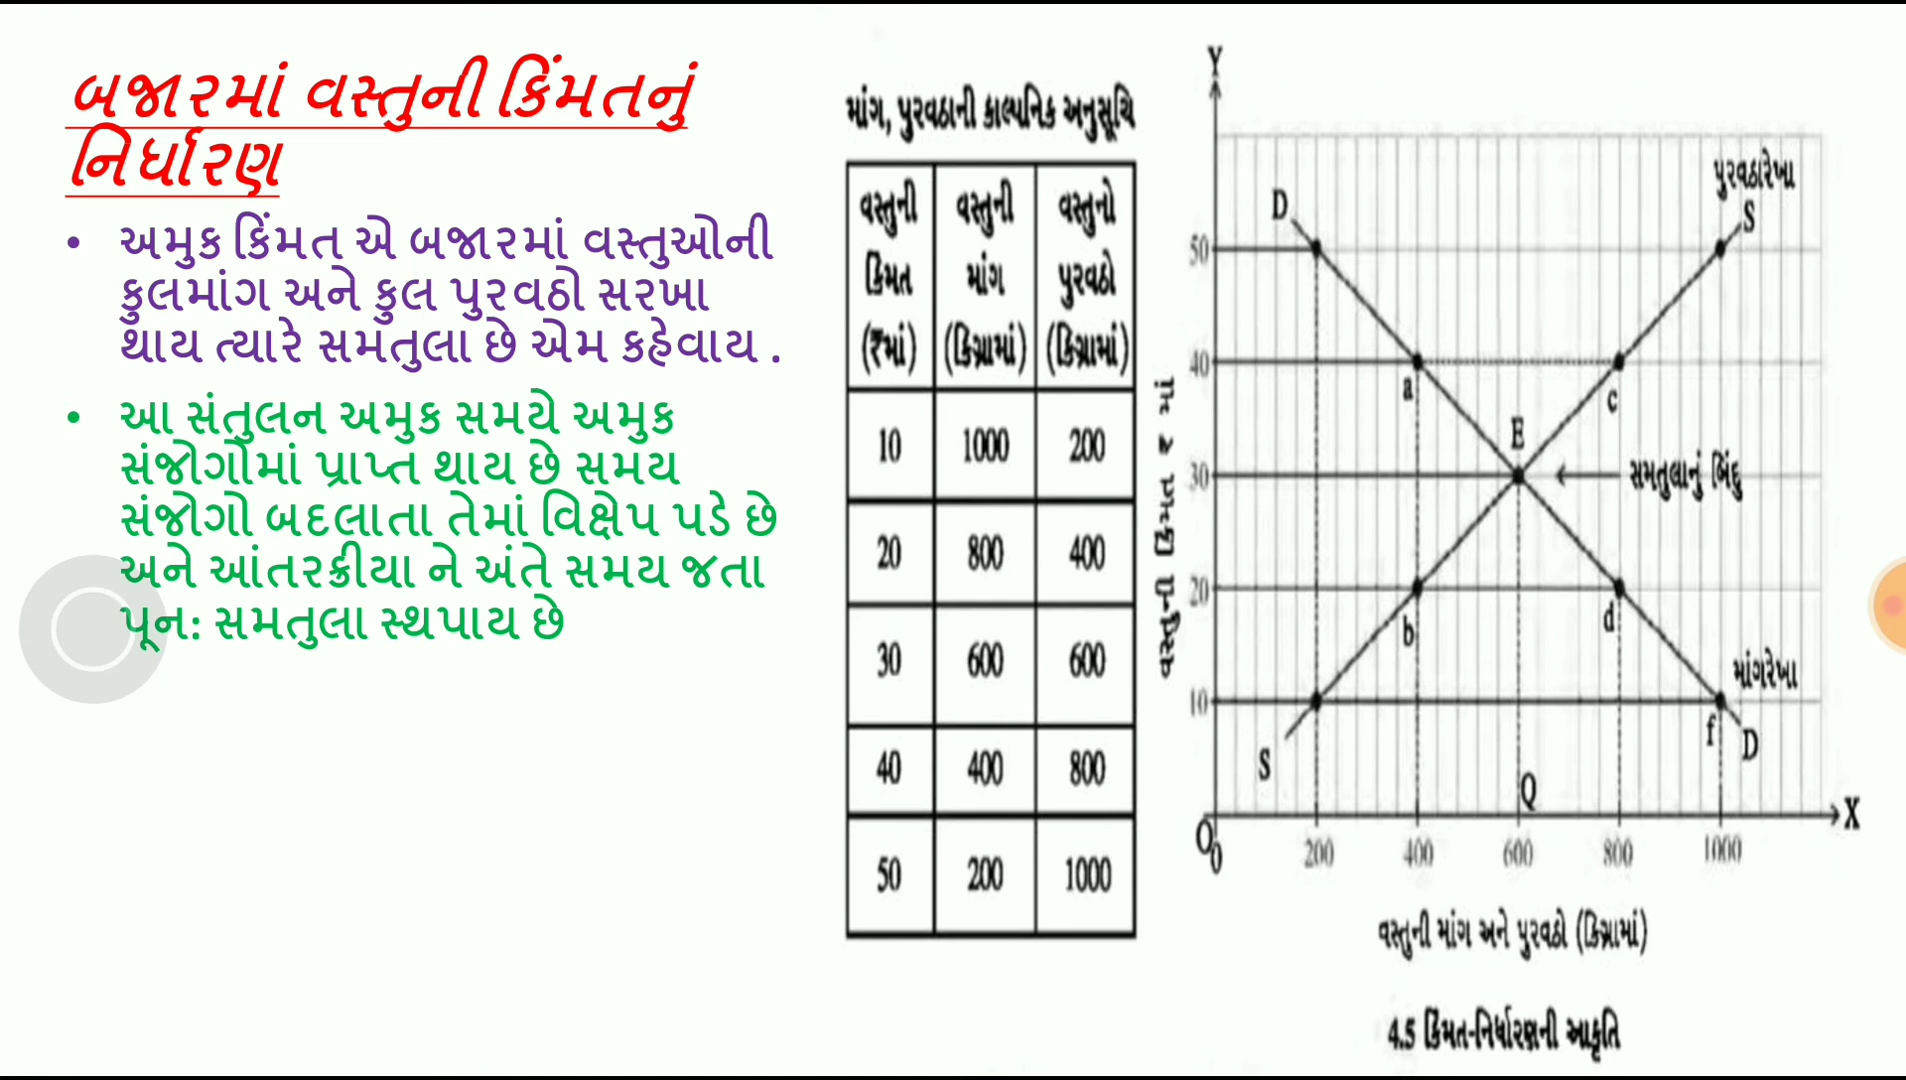 બજારમાં વસ્તુની કિંમતનું
નિર્ધારણ
• અમુક કિંમત એ બજારમાં વસ્તુઓની
કુલમાંગ અને કુલ પુરવઠો સરખા
થાય ત્યારે સમતુલા છે એમ કહેવાય .
• આ સંતુલન અમુક સમયે અમુક
સંજોગોમાં પ્રાપ્ત થાય છે સમય
સંજોગો બદલાતા તેમાં વિક્ષેપ પડે છે
અને આંતરક્રીયા ને અંતે સમય જતા
પૂન: સમતુલા સ્થપાય છે
માંગ, પુરવઠાની કાલ્પનિક અનુસૂચિ
વસ્તુની વસ્તુની વસ્તુનો
કિંમત માંગ પુરવઠો
(₹માં) (કિગ્રામાં) (કિગ્રામાં)
10 1000 200
20 800 400
30 600 600
40 400 800
50 200 1000
Y
પુરવઠારેખા
D S
50
40
a c
E
30 સમતુલાનું બિંદુ
20
b d
માંગરેખા
10
f D
S
Q
X
O
0 200 400 600 800 1000
વસ્તુની કિંમત ₹ માં
વસ્તુની માંગ અને પુરવઠો (કિગ્રામાં)
4.5 કિંમત-નિર્ધારણની આકૃતિ